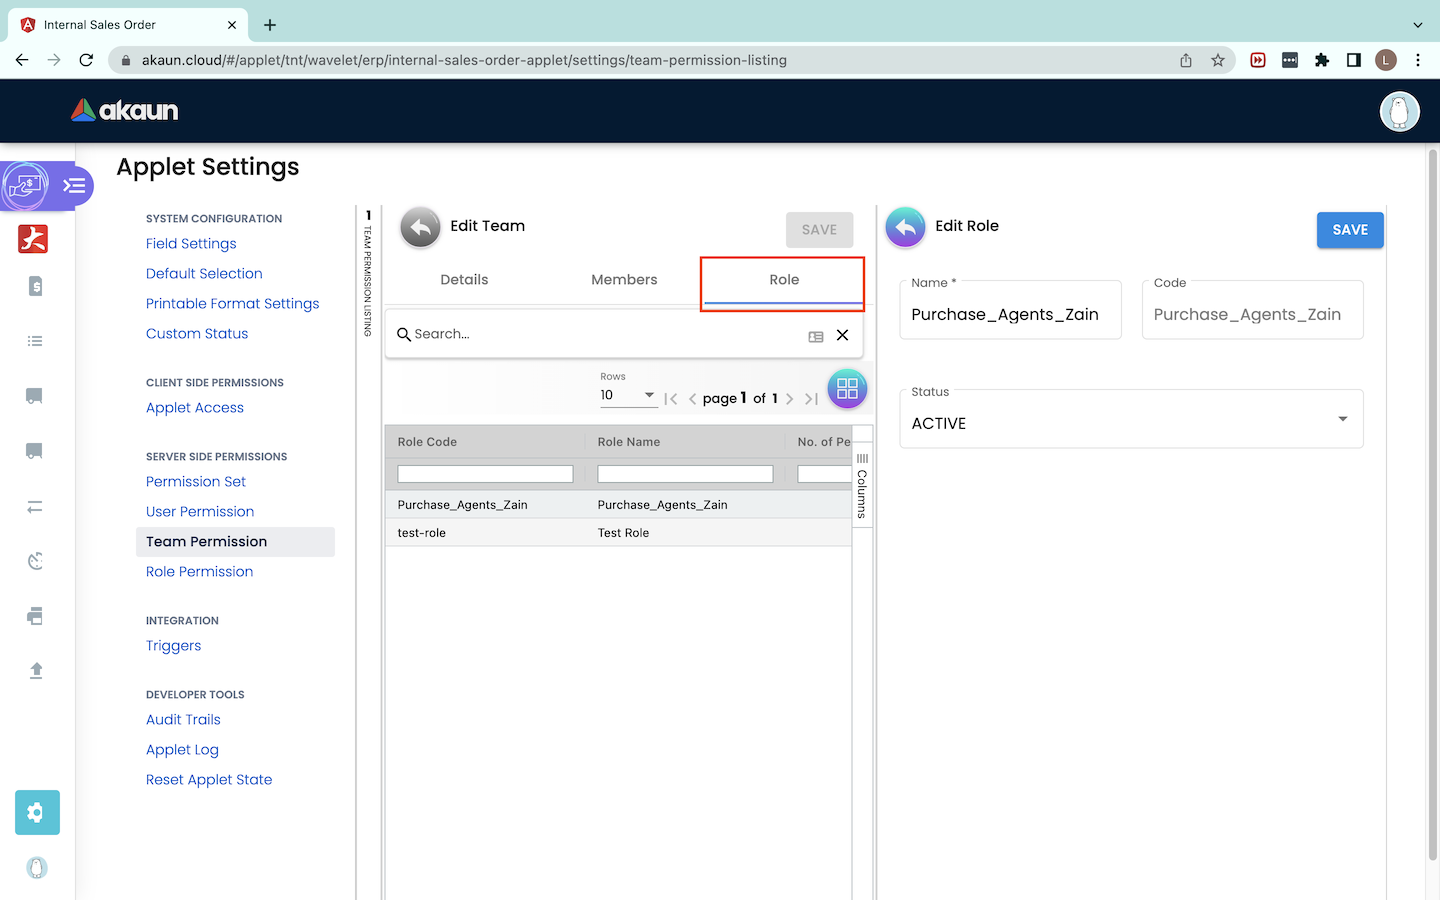 Internal Sales Order
akaun.cloud/#/applet/tnt/wavelet/erp/internal-sales-order-applet/settings/team-permission-listing
L
akaun
Applet Settings
SYSTEM CONFIGURATION
Field Settings
Default Selection
Printable Format Settings
Custom Status
CLIENT SIDE PERMISSIONS
Applet Access
SERVER SIDE PERMISSIONS
Permission Set
User Permission
Team Permission
Role Permission
INTEGRATION
Triggers
DEVELOPER TOOLS
Audit Trails
Applet Log
Reset Applet State
1 TEAM PERMISSION LISTING
Edit Team
SAVE
Details Members Role
Search...
Rows
10
page 1 of 1
Role Code Role Name No. of Pe
Purchase_Agents_Zain Purchase_Agents_Zain
test-role Test Role
Columns
Edit Role
SAVE
Name * Code
Purchase_Agents_Zain Purchase_Agents_Zain
Status
ACTIVE